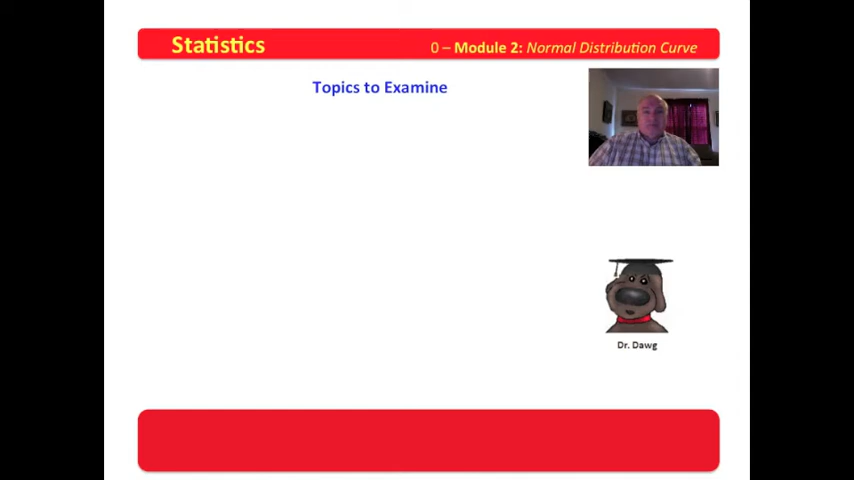 Statistics
0 – Module 2: Normal Distribution Curve
Topics to Examine
Dr. Dawg